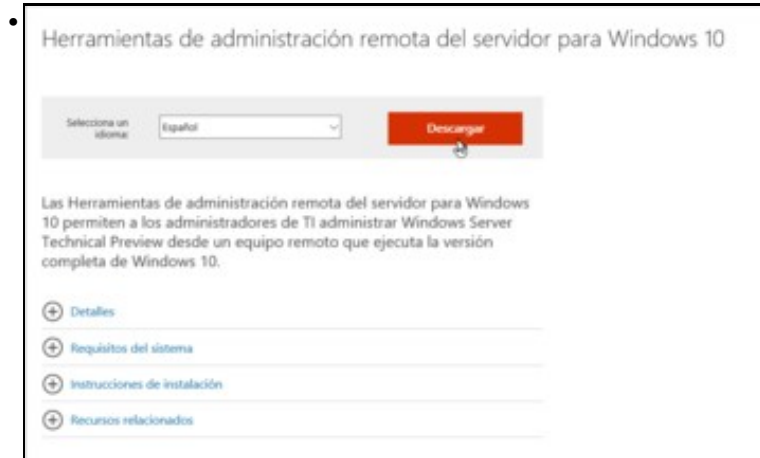 Herramientas de administración remota del servidor para Windows 10
Selecciona un
idioma:
Español
Descargar
Las Herramientas de administración remota del servidor para Windows
10 permiten a los administradores de TI administrar Windows Server
Technical Preview desde un equipo remoto que ejecuta la versión
completa de Windows 10.
Detalles
Requisitos del sistema
Instrucciones de instalación
Recursos relacionados